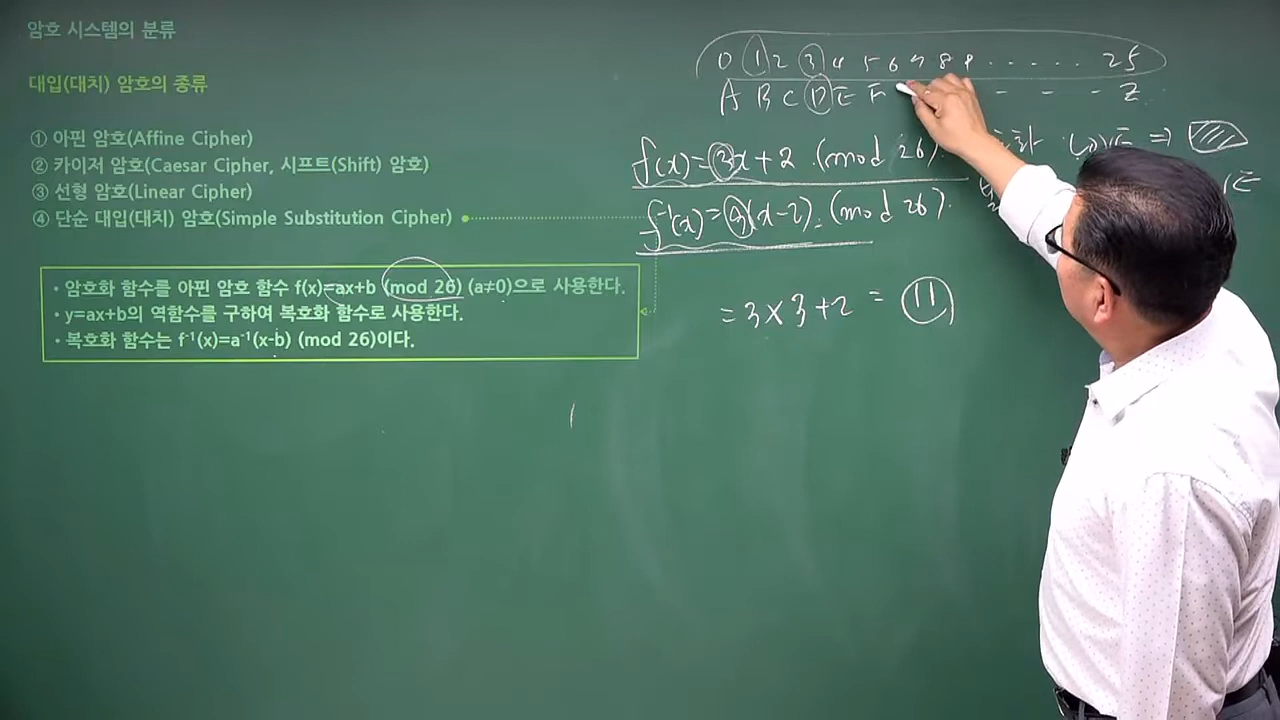 암호 시스템의 분류
대입(대치) 암호의 종류
① 아핀 암호(Affine Cipher)
② 카이저 암호(Caesar Cipher, 시프트(Shift) 암호)
③ 선형 암호(Linear Cipher)
④ 단순 대입(대치) 암호(Simple Substitution Cipher)
· 암호화 함수를 아핀 암호 함수 f(x)=ax+b (mod 26) (a≠0)으로 사용한다.
· y=ax+b의 역함수를 구하여 복호화 함수로 사용한다.
· 복호화 함수는 f⁻¹(x)=a⁻¹(x-b) (mod 26)이다.
0 1 2 3 4 5 6 7 8 9 . . . . . 25
A B C D E F - - - Z
f(x)=3x+2 (mod 26).
f⁻¹(x)= (x-2). (mod 26).
=3×3+2 = 11